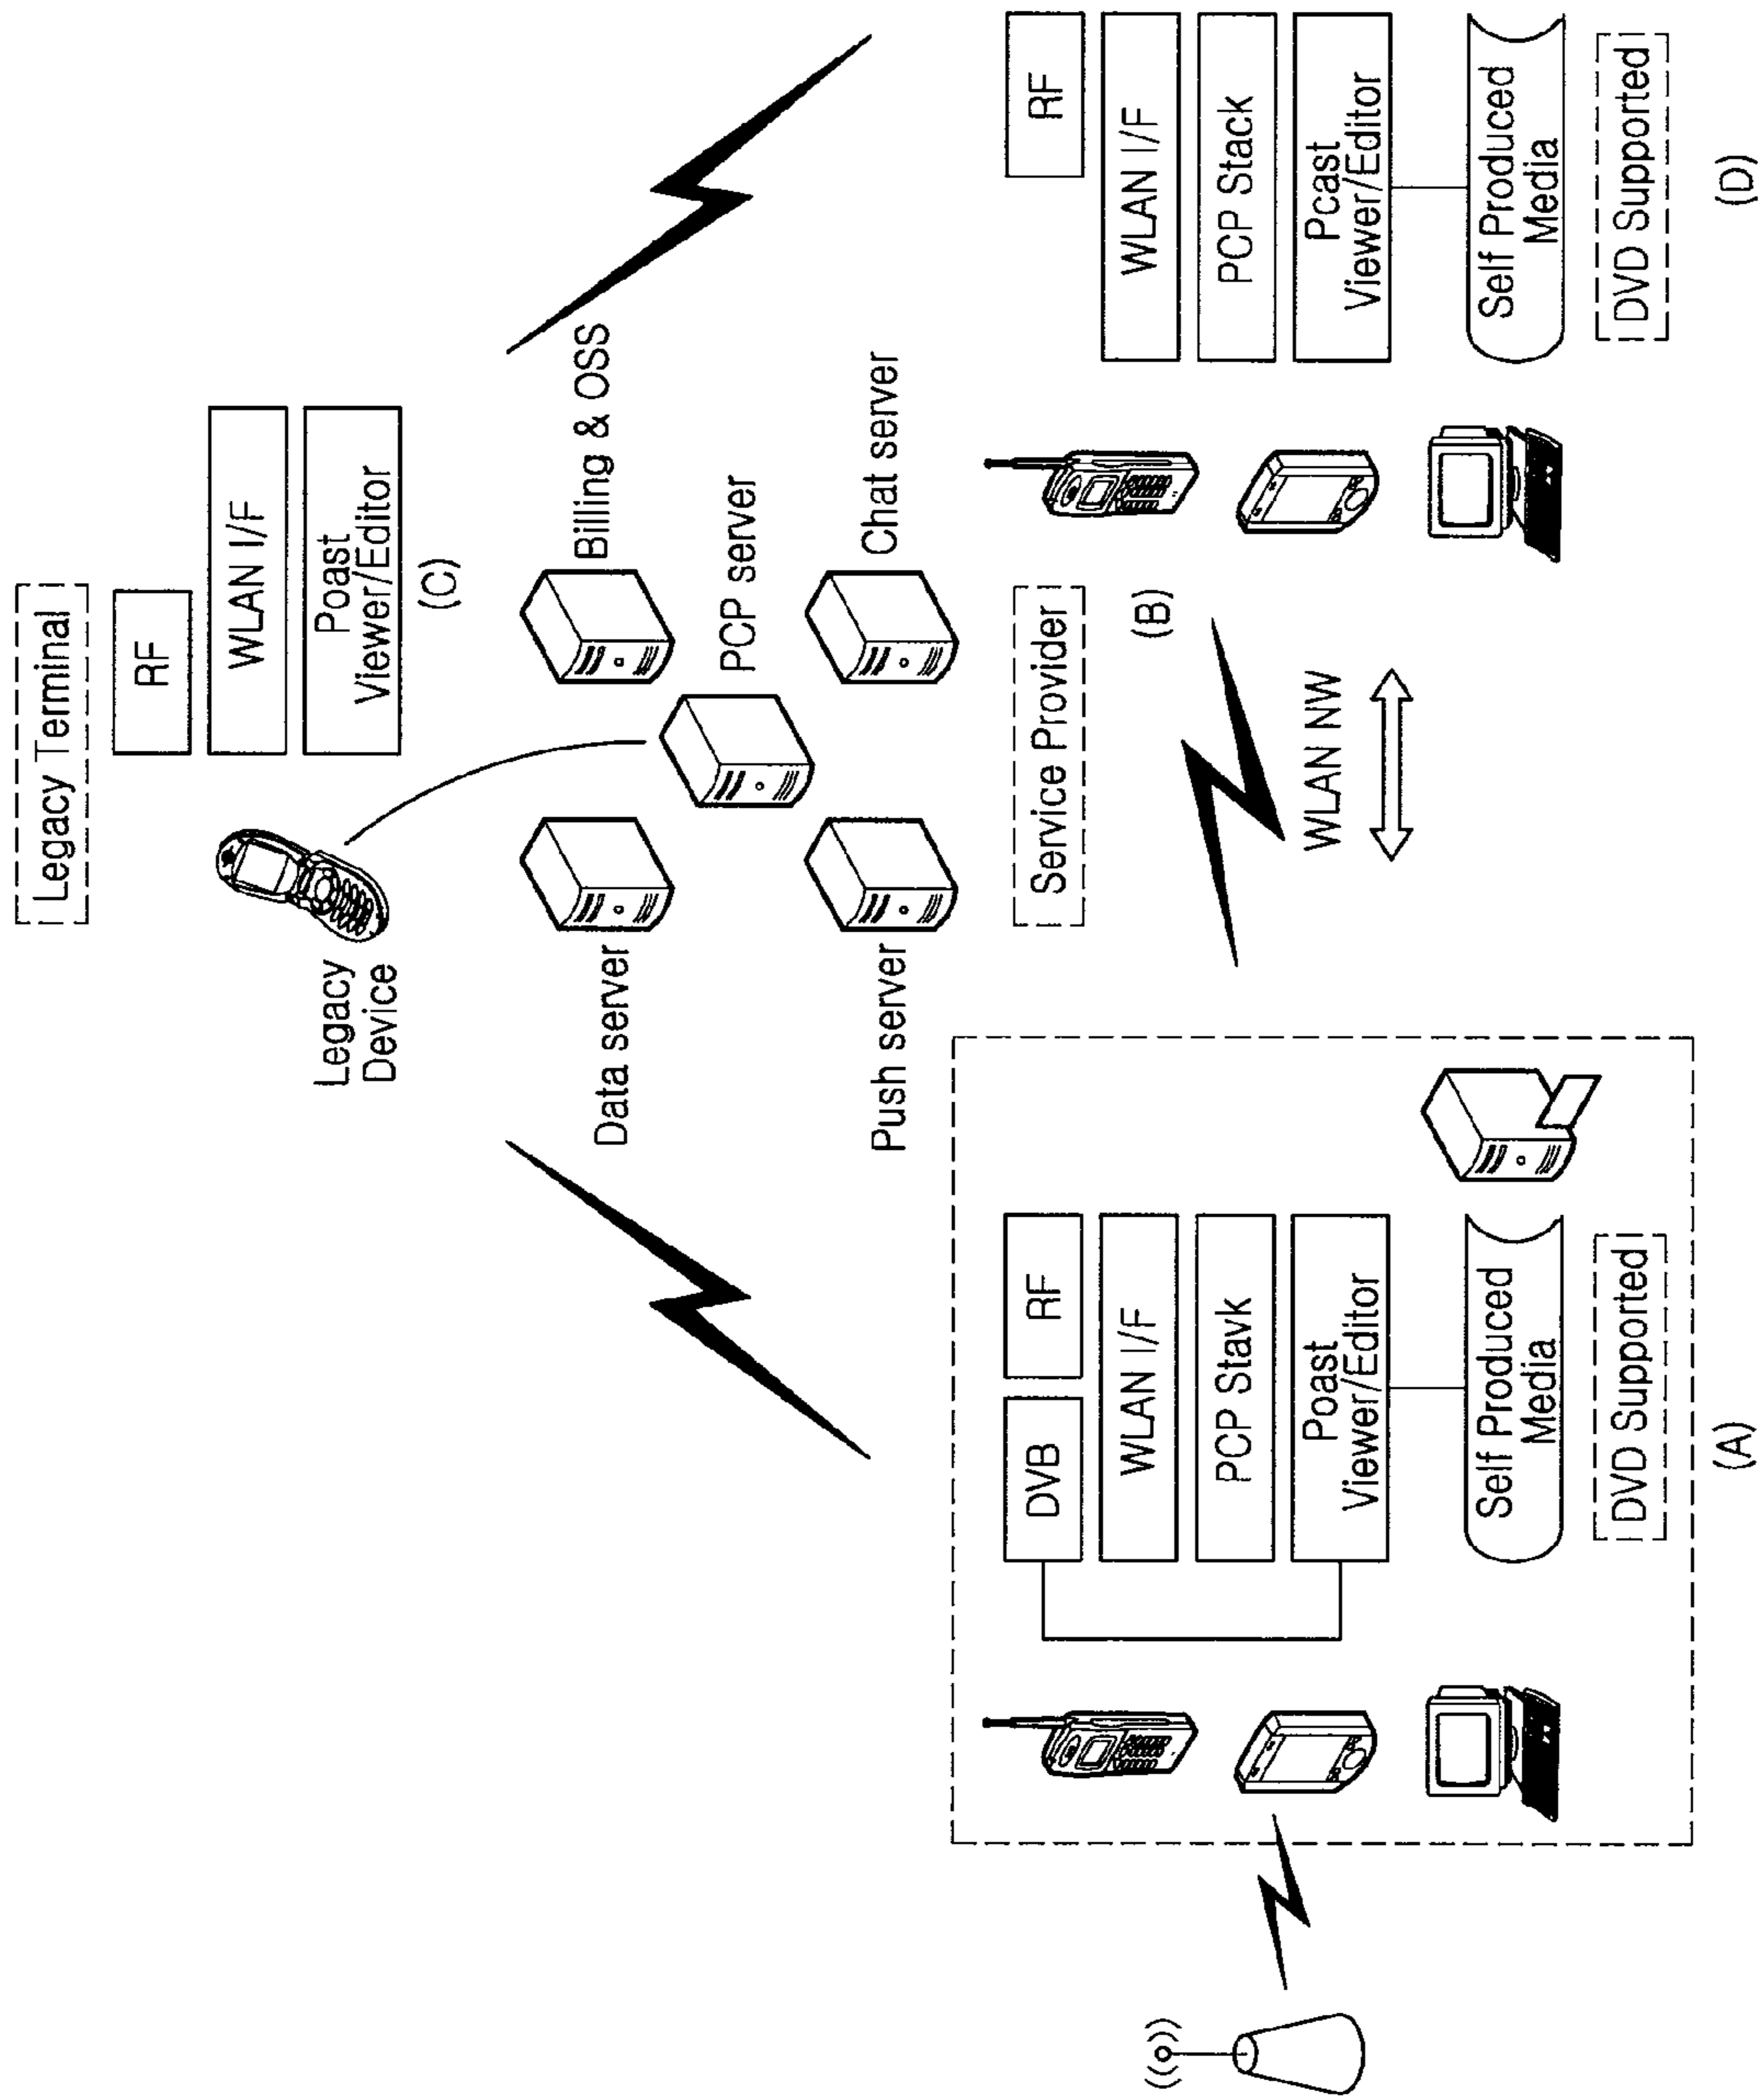 Legacy Terminal
Legacy
Device
RF
WLAN I/F
Poast
Viewer/Editor
(C)
Data server
Billing & OSS
PCP server
Push server
Chat server
Service Provider
(B)
WLAN NW
DVB
RF
WLAN I/F
PCP Stavk
Poast
Viewer/Editor
Self Produced
Media
DVD Supported
(A)
RF
WLAN I/F
PCP Stack
Pcast
Viewer/Editor
Self Produced
Media
DVD Supported
(D)